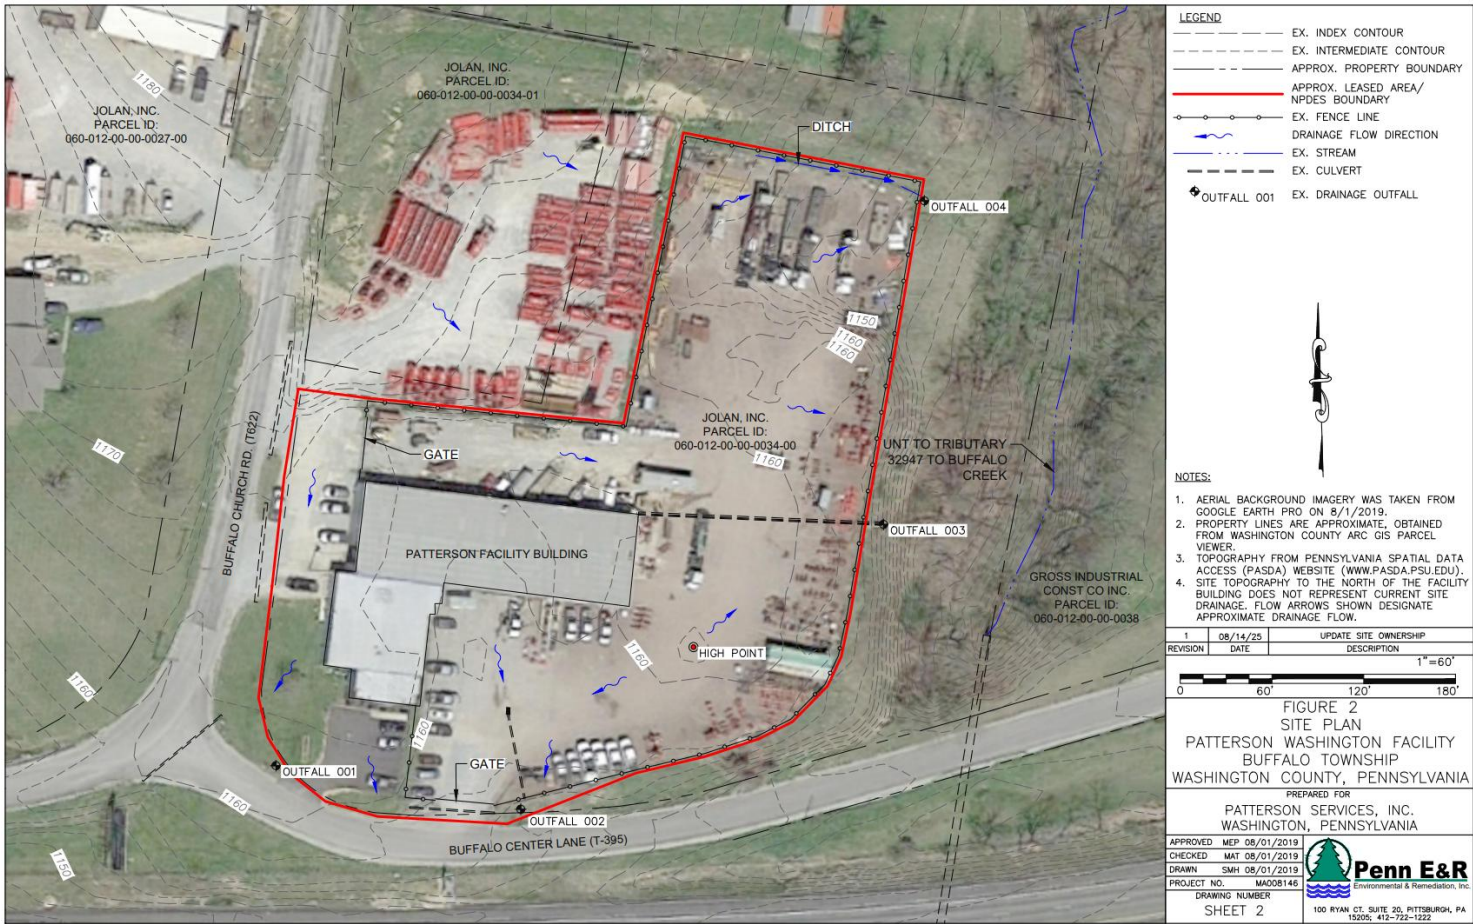 JOLAN, INC.
PARCEL ID:
060-012-00-00-0027-00
1180
JOLAN, INC.
PARCEL ID:
060-012-00-00-0034-01
DITCH
OUTFALL 004
1150
1160
1160
JOLAN, INC.
PARCEL ID:
060-012-00-00-0034-00
1160
GATE
1170
BUFFALO CHURCH RD. (T622)
UNT TO TRIBUTARY
32947 TO BUFFALO
CREEK
OUTFALL 003
PATTERSON FACILITY BUILDING
GROSS INDUSTRIAL
CONST CO INC.
PARCEL ID:
060-012-00-00-0038
HIGH POINT
1160
1160
1160
OUTFALL 001
GATE
1160
OUTFALL 002
BUFFALO CENTER LANE (T-395)
1150
LEGEND
EX. INDEX CONTOUR
EX. INTERMEDIATE CONTOUR
APPROX. PROPERTY BOUNDARY
APPROX. LEASED AREA/
NPDES BOUNDARY
EX. FENCE LINE
DRAINAGE FLOW DIRECTION
EX. STREAM
EX. CULVERT
OUTFALL 001 EX. DRAINAGE OUTFALL
NOTES:
1. AERIAL BACKGROUND IMAGERY WAS TAKEN FROM
GOOGLE EARTH PRO ON 8/1/2019.
2. PROPERTY LINES ARE APPROXIMATE, OBTAINED
FROM WASHINGTON COUNTY ARC GIS PARCEL
VIEWER.
3. TOPOGRAPHY FROM PENNSYLVANIA SPATIAL DATA
ACCESS (PASDA) WEBSITE (WWW.PASDA.PSU.EDU).
4. SITE TOPOGRAPHY TO THE NORTH OF THE FACILITY
BUILDING DOES NOT REPRESENT CURRENT SITE
DRAINAGE. FLOW ARROWS SHOWN DESIGNATE
APPROXIMATE DRAINAGE FLOW.
1 08/14/25 UPDATE SITE OWNERSHIP
REVISION DATE DESCRIPTION
1"=60'
0 60' 120' 180'
FIGURE 2
SITE PLAN
PATTERSON WASHINGTON FACILITY
BUFFALO TOWNSHIP
WASHINGTON COUNTY, PENNSYLVANIA
PREPARED FOR
PATTERSON SERVICES, INC.
WASHINGTON, PENNSYLVANIA
APPROVED MEP 08/01/2019
CHECKED MAT 08/01/2019
DRAWN SMH 08/01/2019
PROJECT NO. MA008146
DRAWING NUMBER
SHEET 2
Penn E&R
Environmental & Remediation, Inc.
100 RYAN CT. SUITE 20, PITTSBURGH, PA
15205; 412-722-1222